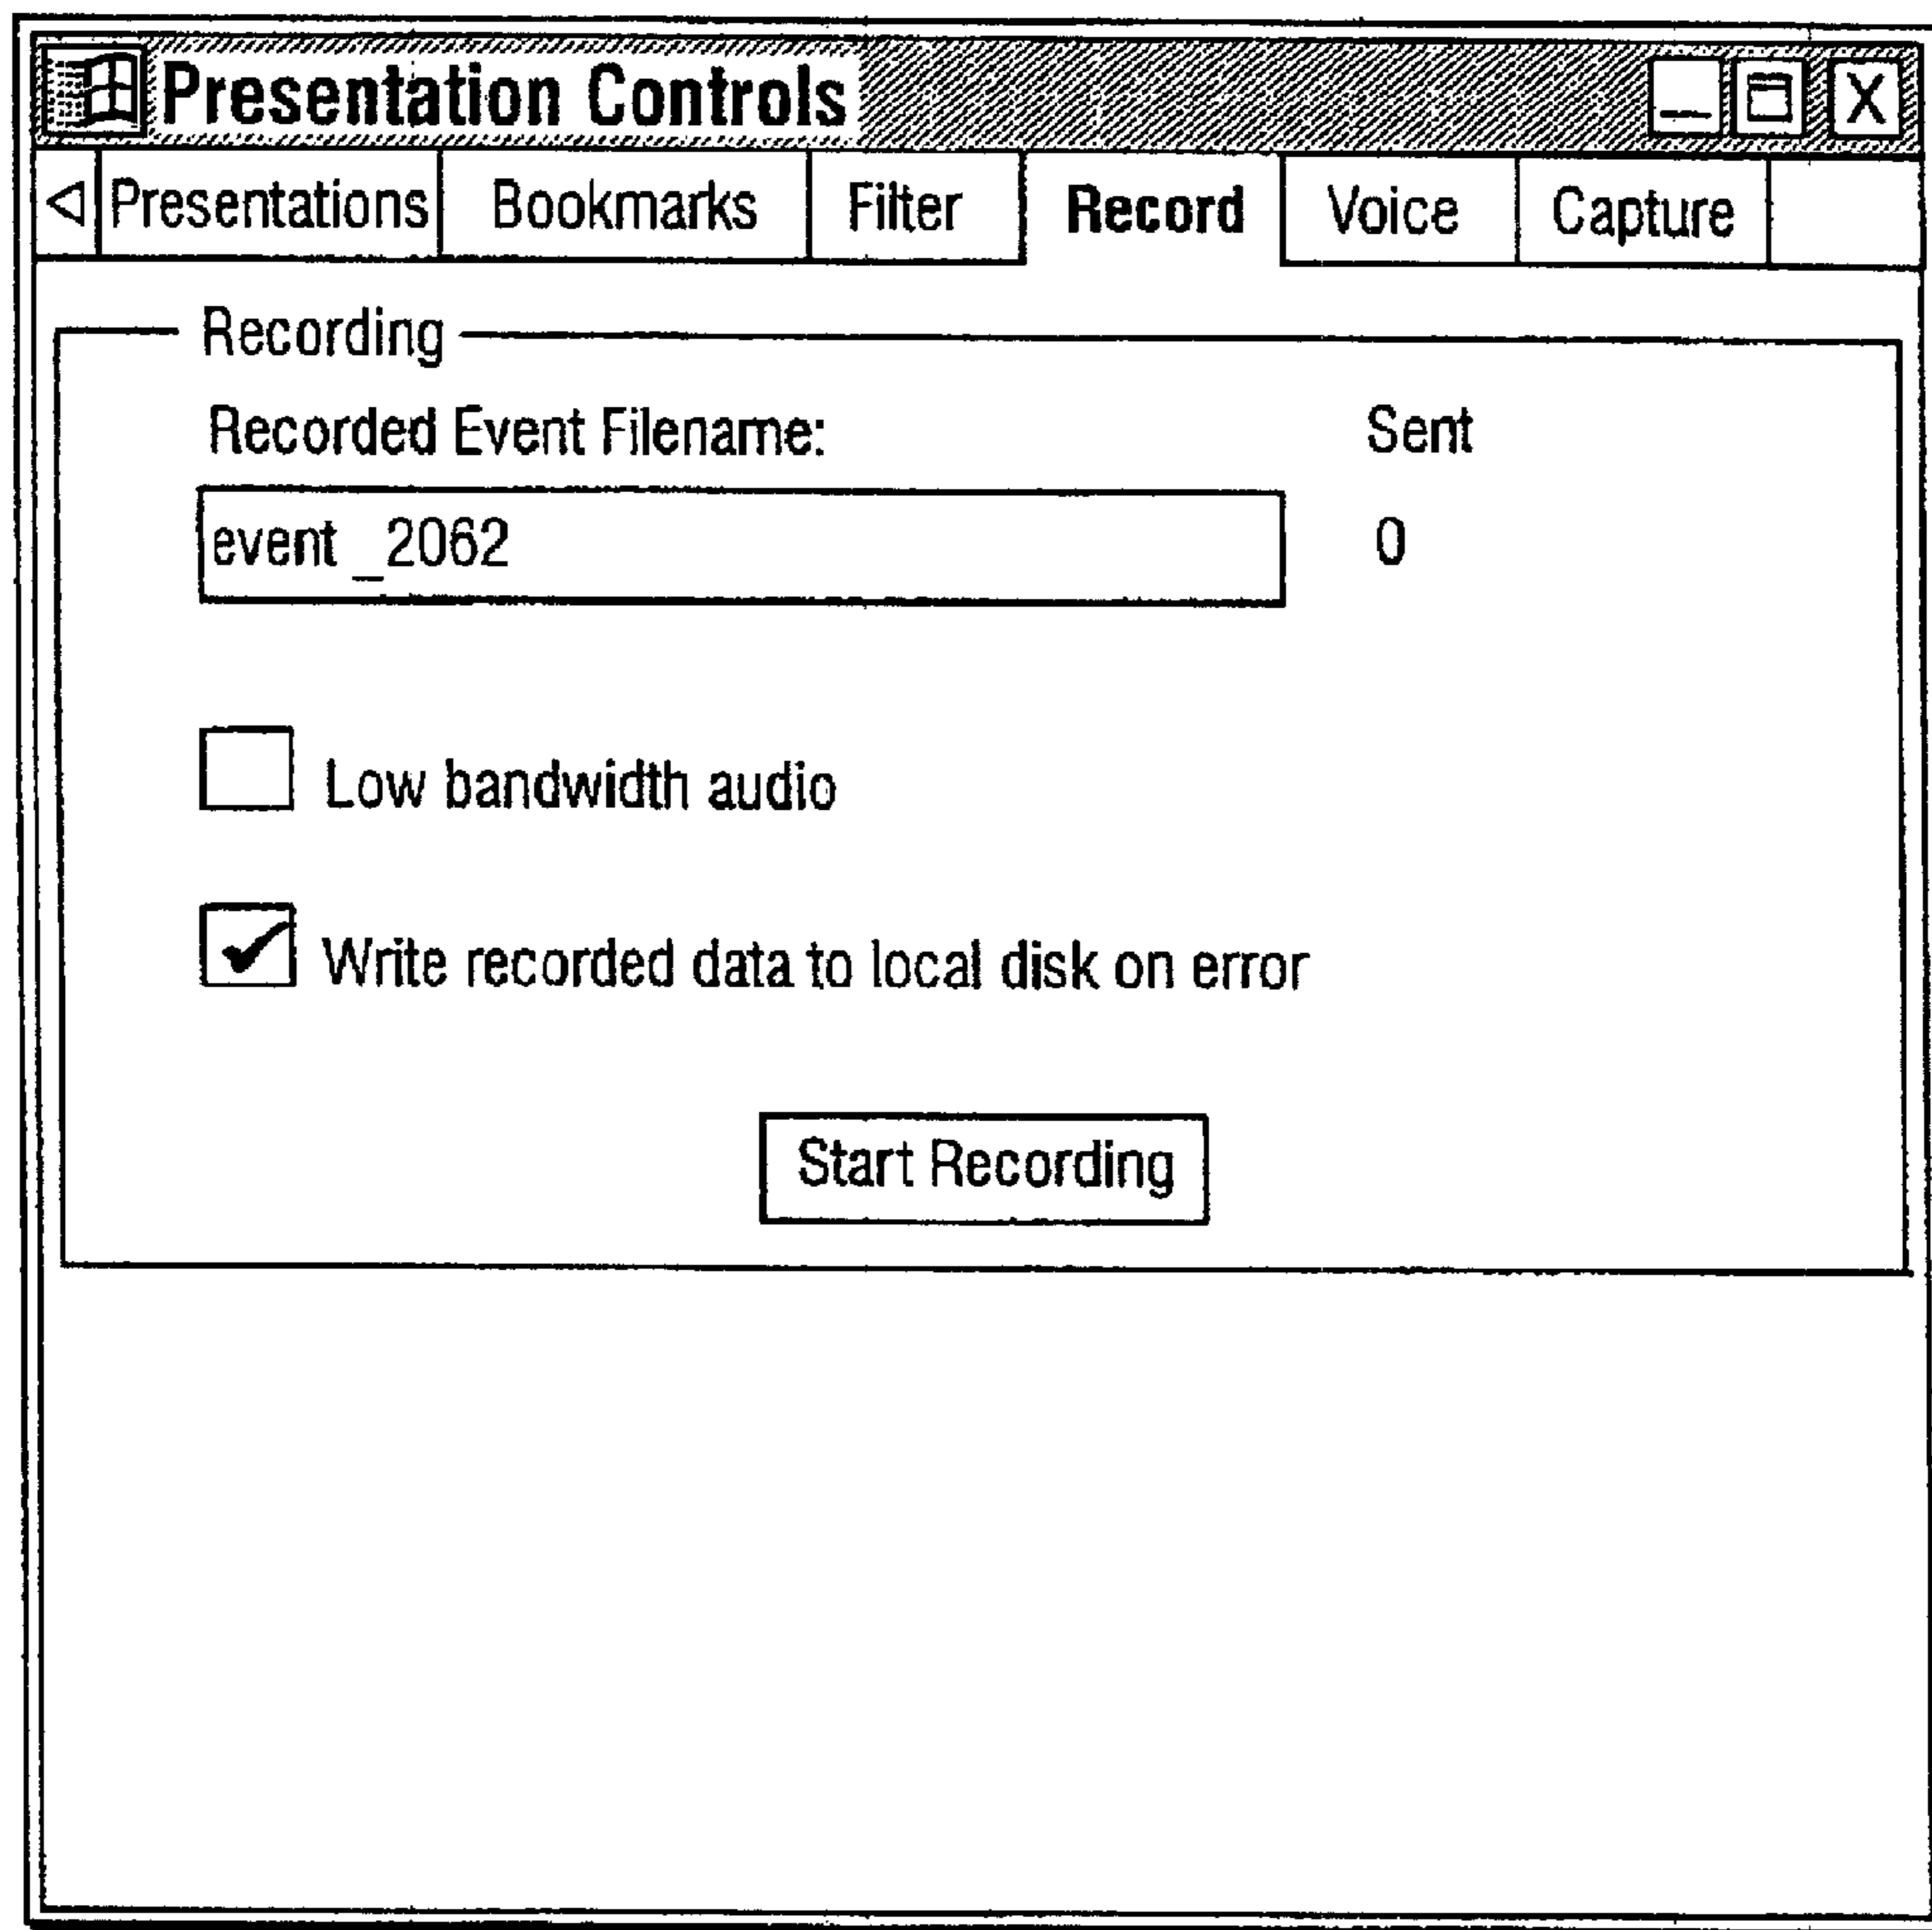 Presentation Controls
Presentations Bookmarks Filter Record Voice Capture
Recording
Recorded Event Filename: Sent
event _2062 0
Low bandwidth audio
Write recorded data to local disk on error
Start Recording